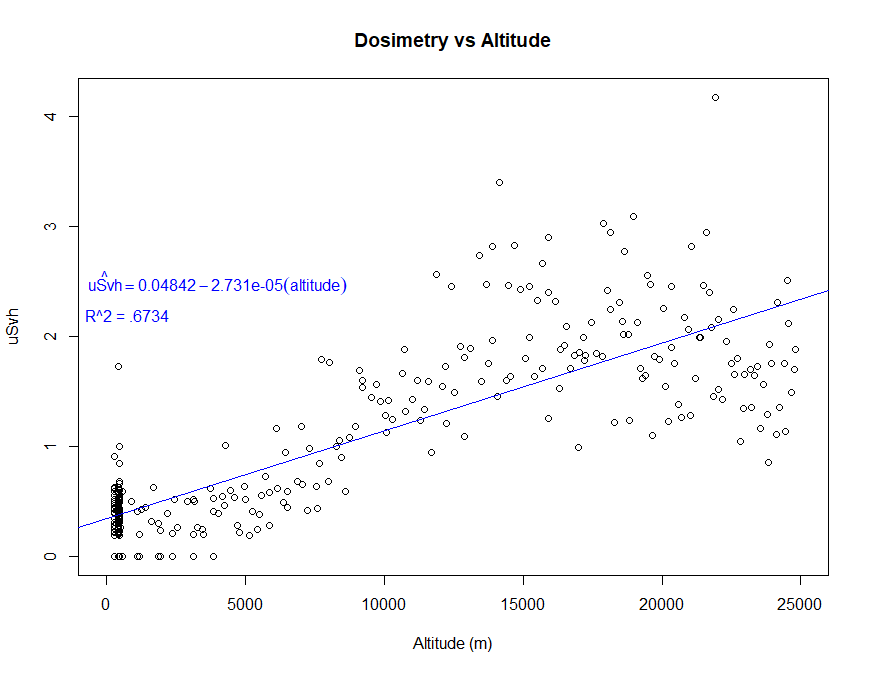 Dosimetry vs Altitude
4
3
2
1
0
uSvh
uSv̂h = 0.04842 − 2.731e-05(altitude)
R^2 = .6734
0 5000 10000 15000 20000 25000
Altitude (m)